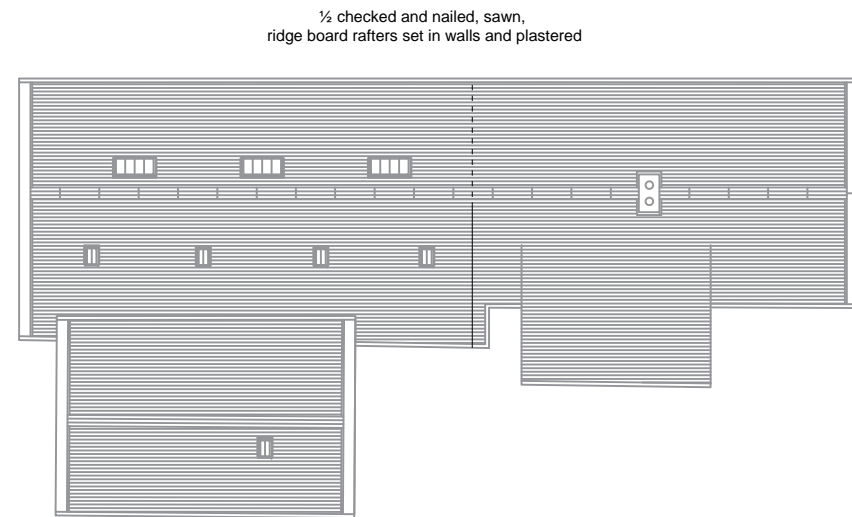 ½ checked and nailed, sawn,
ridge board rafters set in walls and plastered